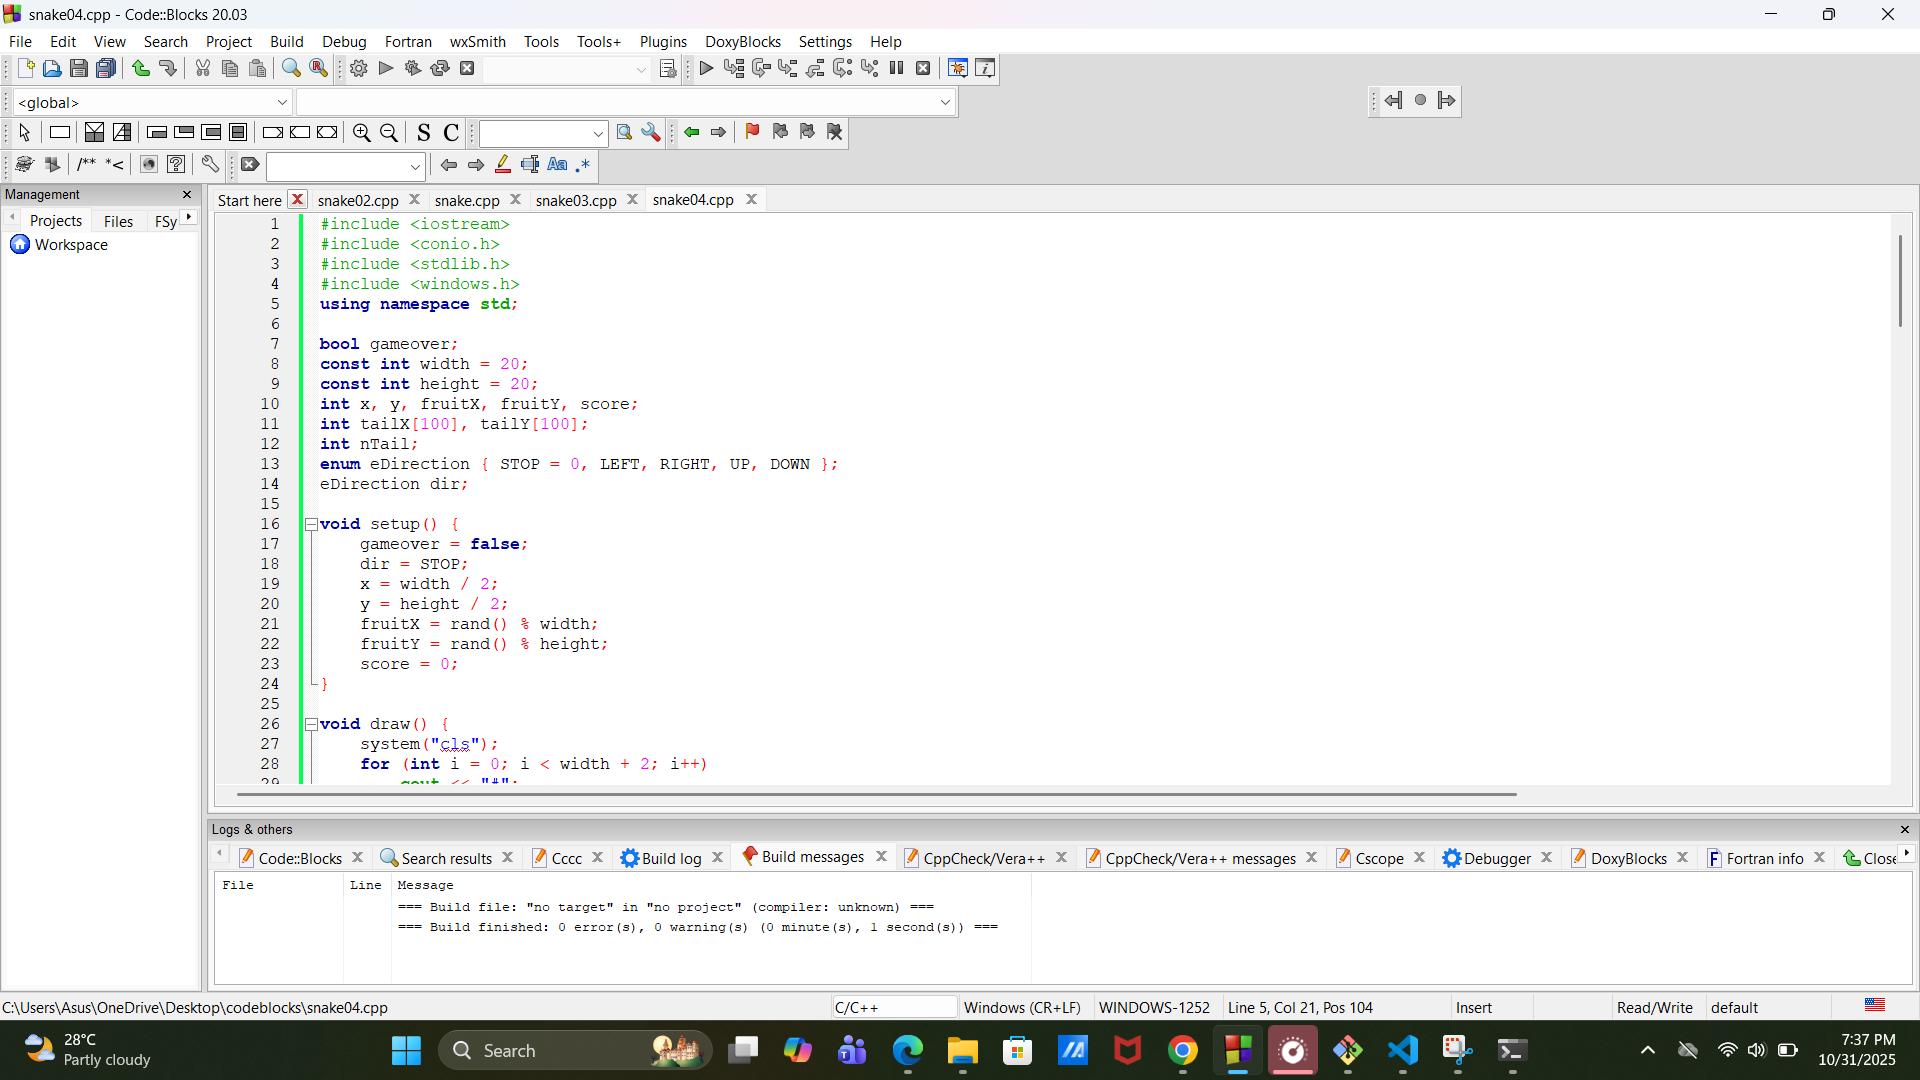 snake04.cpp - Code::Blocks 20.03
File Edit View Search Project Build Debug Fortran wxSmith Tools Tools+ Plugins DoxyBlocks Settings Help
<global>
S C
/** *<
Aa .*
Management
Projects Files FSy
Workspace
Start here snake02.cpp snake.cpp snake03.cpp snake04.cpp
1 #include <iostream>
2 #include <conio.h>
3 #include <stdlib.h>
4 #include <windows.h>
5 using namespace std;
6
7 bool gameover;
8 const int width = 20;
9 const int height = 20;
10 int x, y, fruitX, fruitY, score;
11 int tailX[100], tailY[100];
12 int nTail;
13 enum eDirection { STOP = 0, LEFT, RIGHT, UP, DOWN };
14 eDirection dir;
15
16 void setup() {
17 gameover = false;
18 dir = STOP;
19 x = width / 2;
20 y = height / 2;
21 fruitX = rand() % width;
22 fruitY = rand() % height;
23 score = 0;
24 }
25
26 void draw() {
27 system("cls");
28 for (int i = 0; i < width + 2; i++)
29 cout << "#";
Logs & others
Code::Blocks Search results Cccc Build log Build messages CppCheck/Vera++ CppCheck/Vera++ messages Cscope Debugger DoxyBlocks Fortran info Close
File Line Message
=== Build file: "no target" in "no project" (compiler: unknown) ===
=== Build finished: 0 error(s), 0 warning(s) (0 minute(s), 1 second(s)) ===
C:\Users\Asus\OneDrive\Desktop\codeblocks\snake04.cpp C/C++ Windows (CR+LF) WINDOWS-1252 Line 5, Col 21, Pos 104 Insert Read/Write default
28°C
Partly cloudy
Search
7:37 PM
10/31/2025